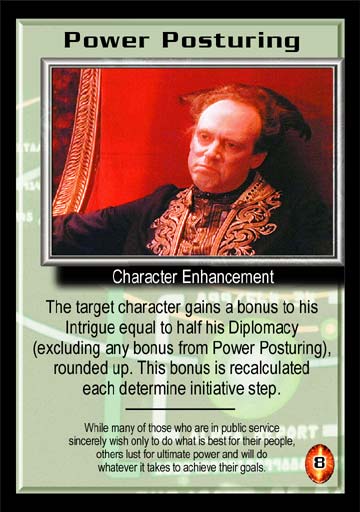 Power Posturing
Character Enhancement
The target character gains a bonus to his
Intrigue equal to half his Diplomacy
(excluding any bonus from Power Posturing),
rounded up. This bonus is recalculated
each determine initiative step.
While many of those who are in public service
sincerely wish only to do what is best for their people,
others lust for ultimate power and will do
whatever it takes to achieve their goals.
8